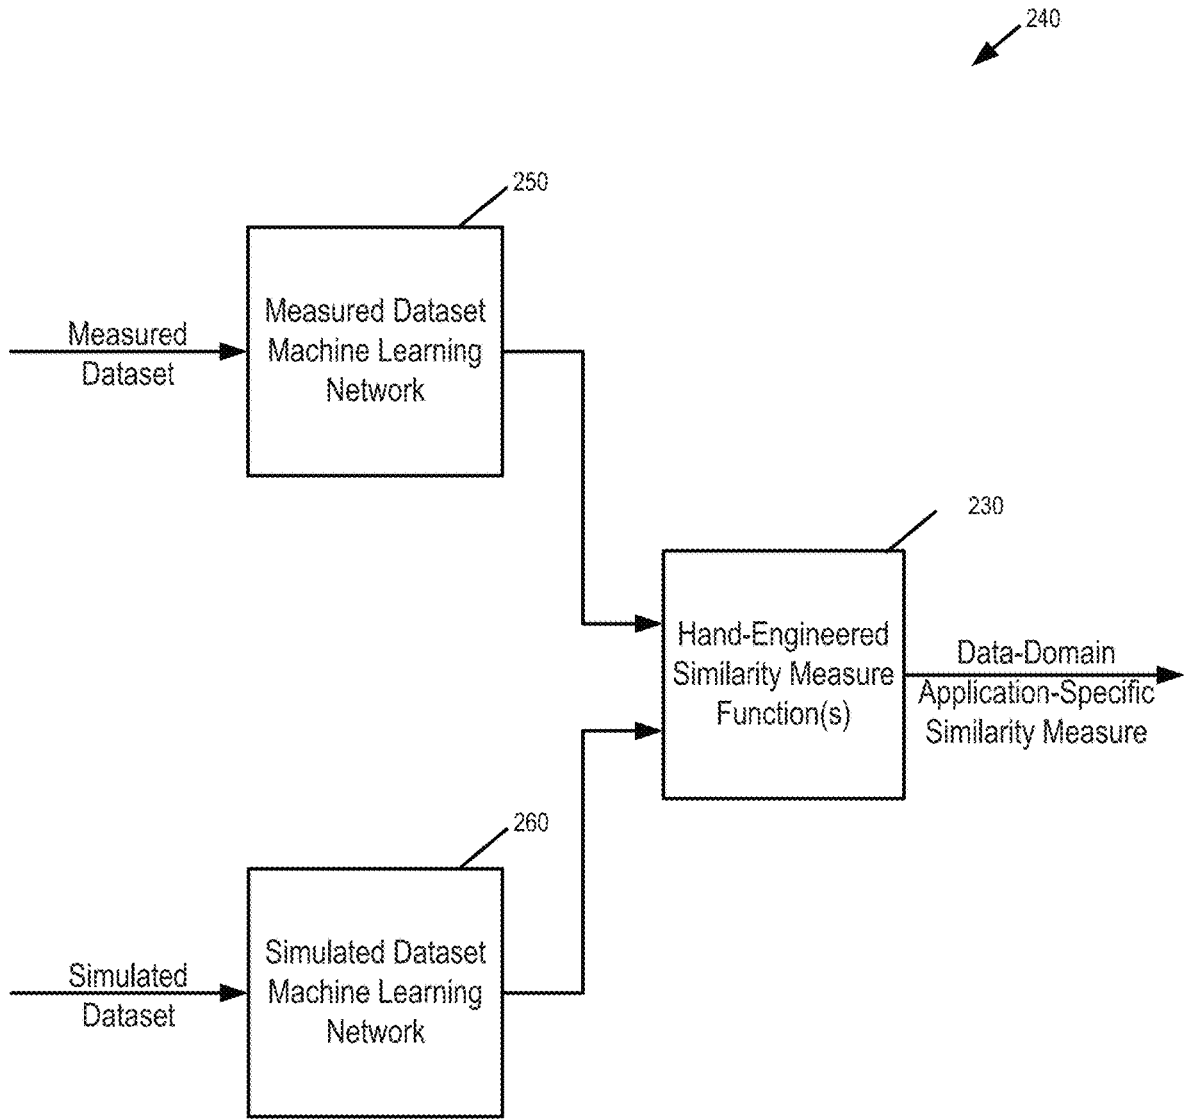 240
250
Measured Dataset
Machine Learning
Network
Measured
Dataset
230
Hand-Engineered
Similarity Measure
Function(s)
Data-Domain
Application-Specific
Similarity Measure
260
Simulated Dataset
Machine Learning
Network
Simulated
Dataset